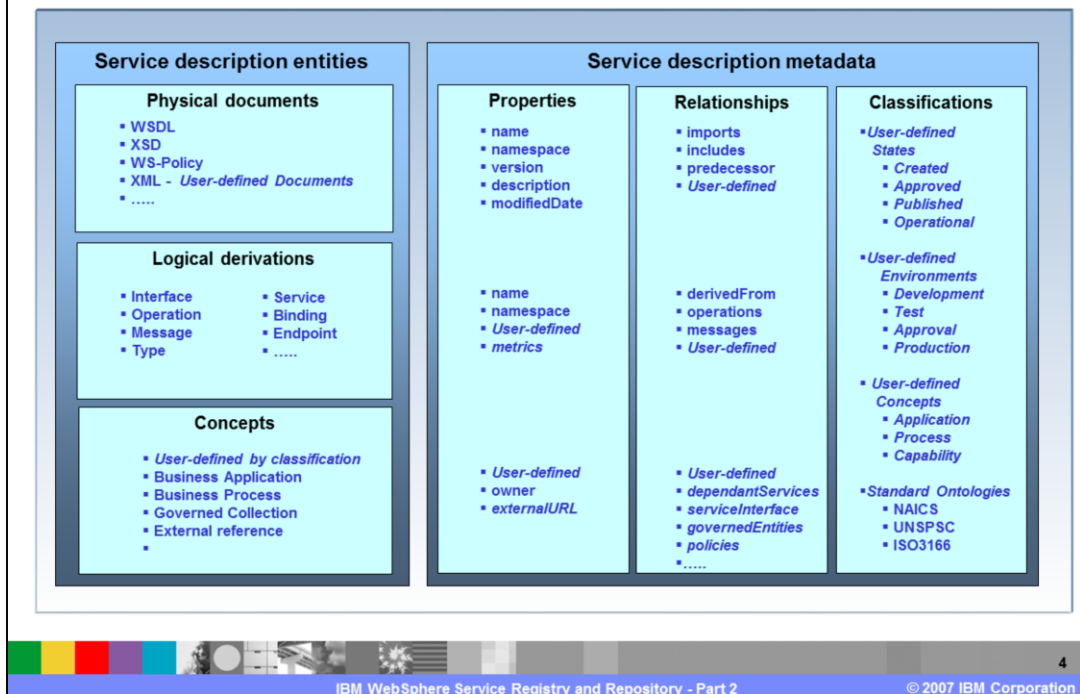 Service description entities
Physical documents
▪ WSDL
▪ XSD
▪ WS-Policy
▪ XML - User-defined Documents
▪ .....
Logical derivations
▪ Interface
▪ Operation
▪ Message
▪ Type
▪ Service
▪ Binding
▪ Endpoint
▪ .....
Concepts
▪ User-defined by classification
▪ Business Application
▪ Business Process
▪ Governed Collection
▪ External reference
▪
Service description metadata
Properties
▪ name
▪ namespace
▪ version
▪ description
▪ modifiedDate
▪ name
▪ namespace
▪ User-defined
▪ metrics
▪ User-defined
▪ owner
▪ externalURL
Relationships
▪ imports
▪ includes
▪ predecessor
▪ User-defined
▪ derivedFrom
▪ operations
▪ messages
▪ User-defined
▪ User-defined
▪ dependantServices
▪ serviceInterface
▪ governedEntities
▪ policies
▪.....
Classifications
▪User-defined
States
▪ Created
▪ Approved
▪ Published
▪ Operational
▪User-defined
Environments
▪ Development
▪ Test
▪ Approval
▪ Production
▪ User-defined
Concepts
▪ Application
▪ Process
▪ Capability
▪Standard Ontologies
▪ NAICS
▪ UNSPSC
▪ ISO3166
4
IBM WebSphere Service Registry and Repository - Part 2
© 2007 IBM Corporation